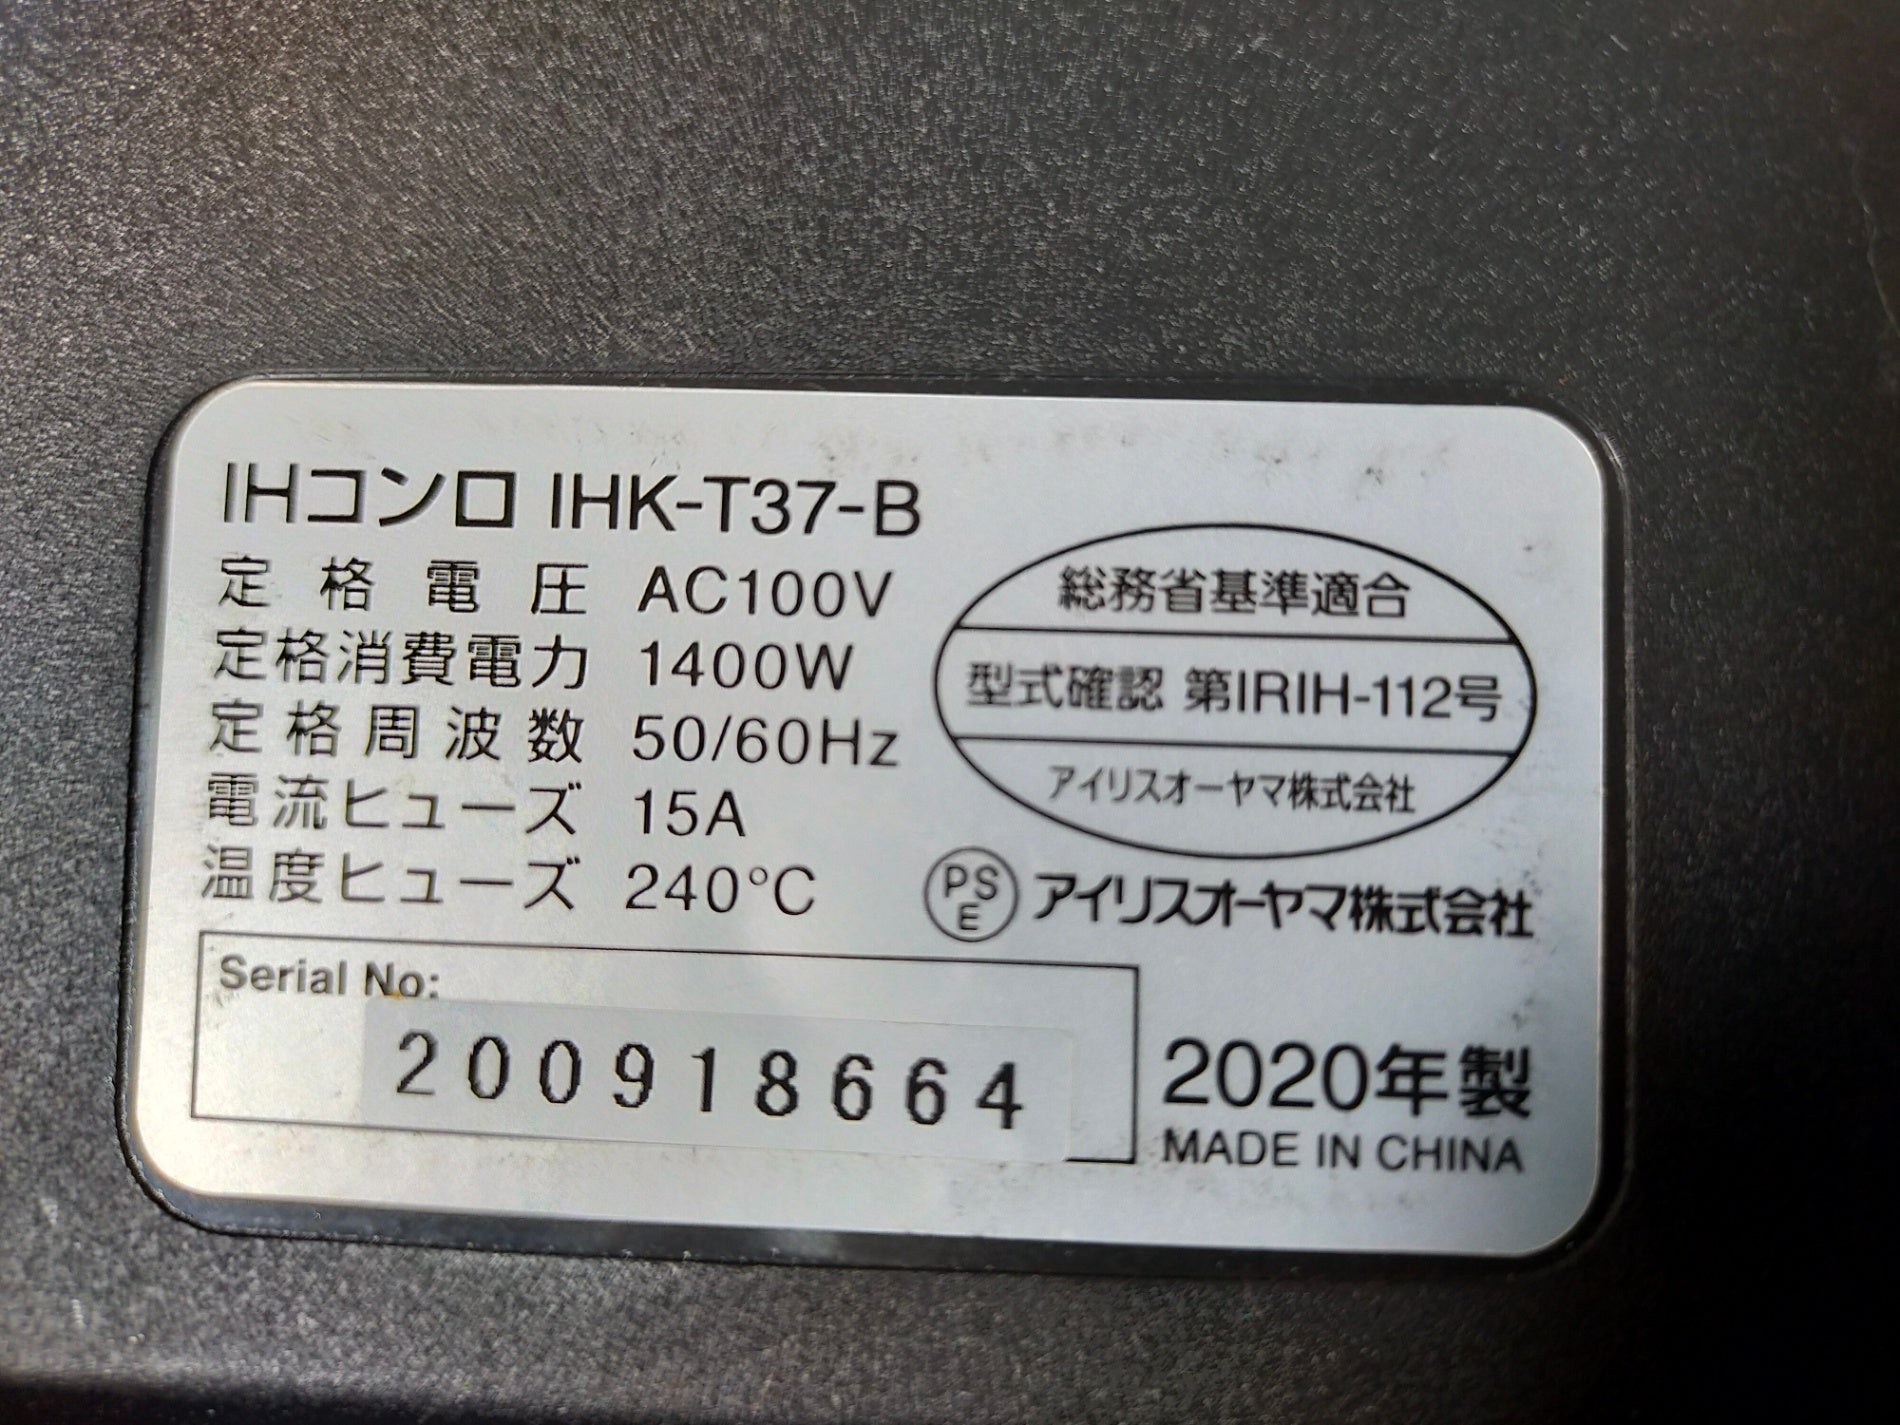 IHコンロ IHK-T37-B
定格電圧 AC100V
定格消費電力 1400W
定格周波数 50/60Hz
電流ヒューズ 15A
温度ヒューズ 240°C
総務省基準適合
型式確認 第IRIH-112号
アイリスオーヤマ株式会社
PSE アイリスオーヤマ株式会社
Serial No:
200918664
2020年製
MADE IN CHINA